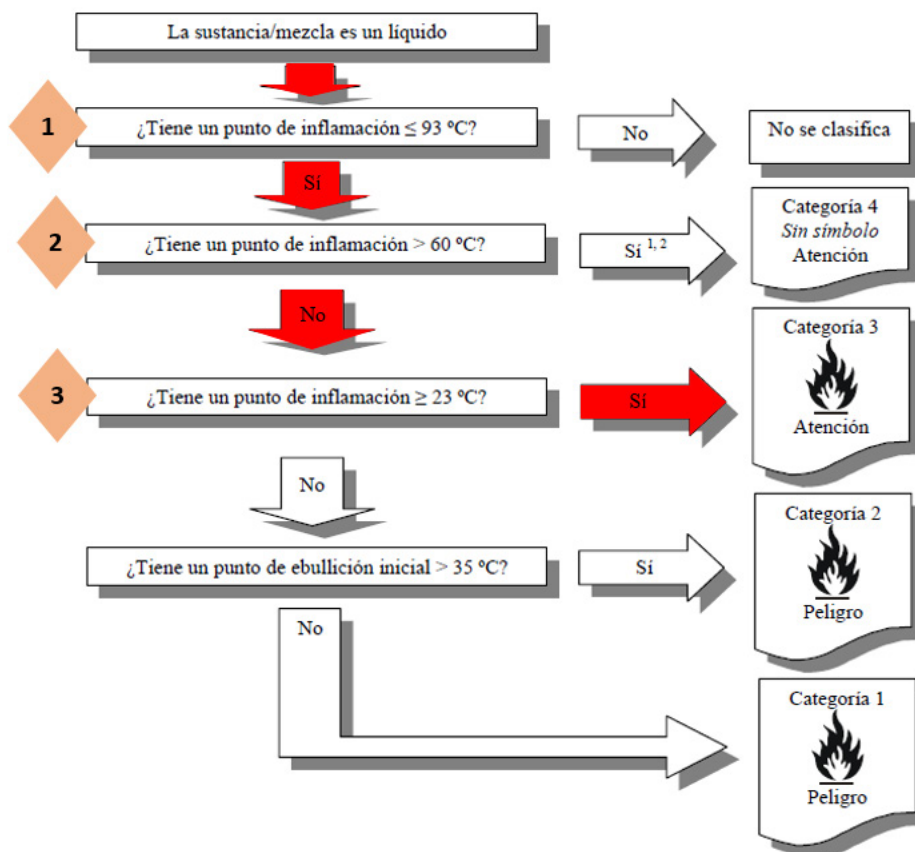 La sustancia/mezcla es un líquido
1
¿Tiene un punto de inflamación ≤ 93 ºC?
No
No se clasifica
Sí
2
¿Tiene un punto de inflamación > 60 ºC?
Sí 1, 2
Categoría 4
Sin símbolo
Atención
No
3
¿Tiene un punto de inflamación ≥ 23 ºC?
Sí
Categoría 3
Atención
No
¿Tiene un punto de ebullición inicial > 35 ºC?
Sí
Categoría 2
Peligro
No
Categoría 1
Peligro